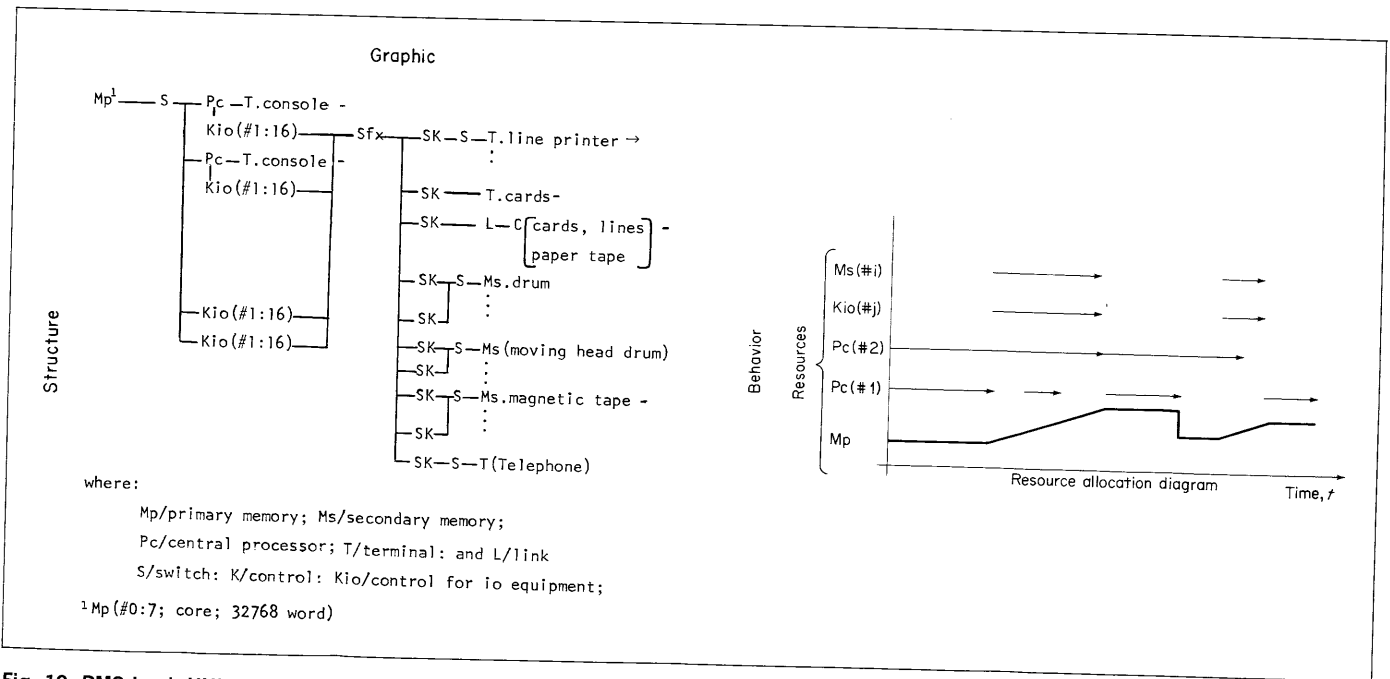 Graphic
Structure
Mp¹ — S — Pc — T.console -
Kio(#1:16) — Sfx — SK — S — T.line printer →
Pc — T.console -
Kio(#1:16)
SK — T.cards-
SK — L — C [cards, lines] -
paper tape
SK — S — Ms.drum
Kio(#1:16)
SK
Kio(#1:16)
SK — S — Ms(moving head drum)
SK
SK — S — Ms.magnetic tape -
SK
SK — S — T(Telephone)
where:
Mp/primary memory; Ms/secondary memory;
Pc/central processor; T/terminal: and L/link
S/switch: K/control: Kio/control for io equipment;
¹Mp(#0:7; core; 32768 word)
Behavior
Resources
Ms(#i)
Kio(#j)
Pc(#2)
Pc(#1)
Mp
Resource allocation diagram
Time, t